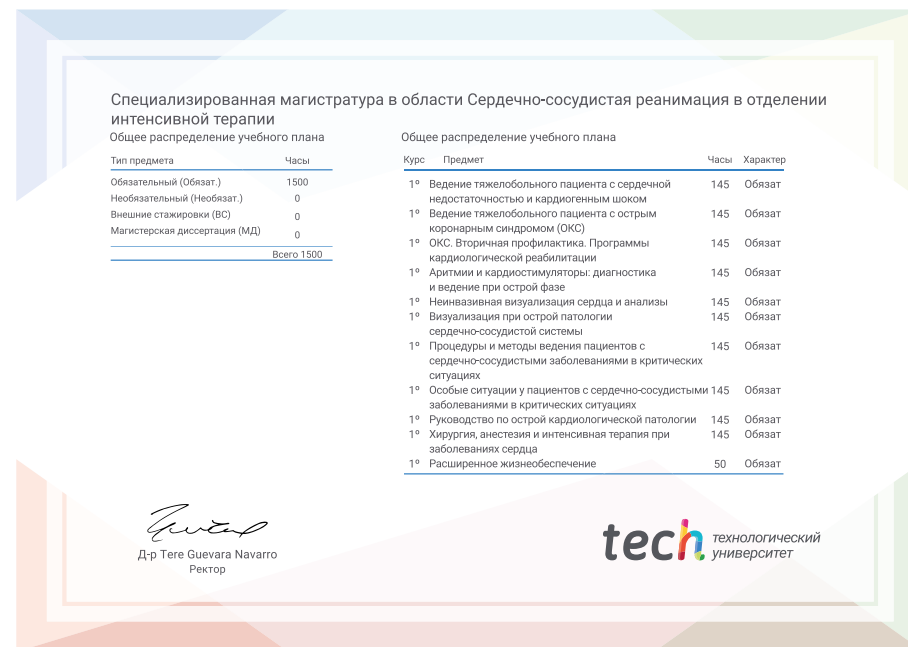 Специализированная магистратура в области Сердечно-сосудистая реанимация в отделении
интенсивной терапии
Общее распределение учебного плана
Тип предмета Часы
Обязательный (Обязат.) 1500
Необязательный (Необязат.) 0
Внешние стажировки (ВС) 0
Магистерская диссертация (МД) 0
Всего 1500
Общее распределение учебного плана
Курс Предмет Часы Характер
1º Ведение тяжелобольного пациента с сердечной 145 Обязат
недостаточностью и кардиогенным шоком
1º Ведение тяжелобольного пациента с острым 145 Обязат
коронарным синдромом (ОКС)
1º ОКС. Вторичная профилактика. Программы 145 Обязат
кардиологической реабилитации
1º Аритмии и кардиостимуляторы: диагностика 145 Обязат
и ведение при острой фазе
1º Неинвазивная визуализация сердца и анализы 145 Обязат
1º Визуализация при острой патологии 145 Обязат
сердечно-сосудистой системы
1º Процедуры и методы ведения пациентов с 145 Обязат
сердечно-сосудистыми заболеваниями в критических
ситуациях
1º Особые ситуации у пациентов с сердечно-сосудистыми 145 Обязат
заболеваниями в критических ситуациях
1º Руководство по острой кардиологической патологии 145 Обязат
1º Хирургия, анестезия и интенсивная терапия при 145 Обязат
заболеваниях сердца
1º Расширенное жизнеобеспечение 50 Обязат
Д-р Tere Guevara Navarro
Ректор
tech технологический
университет